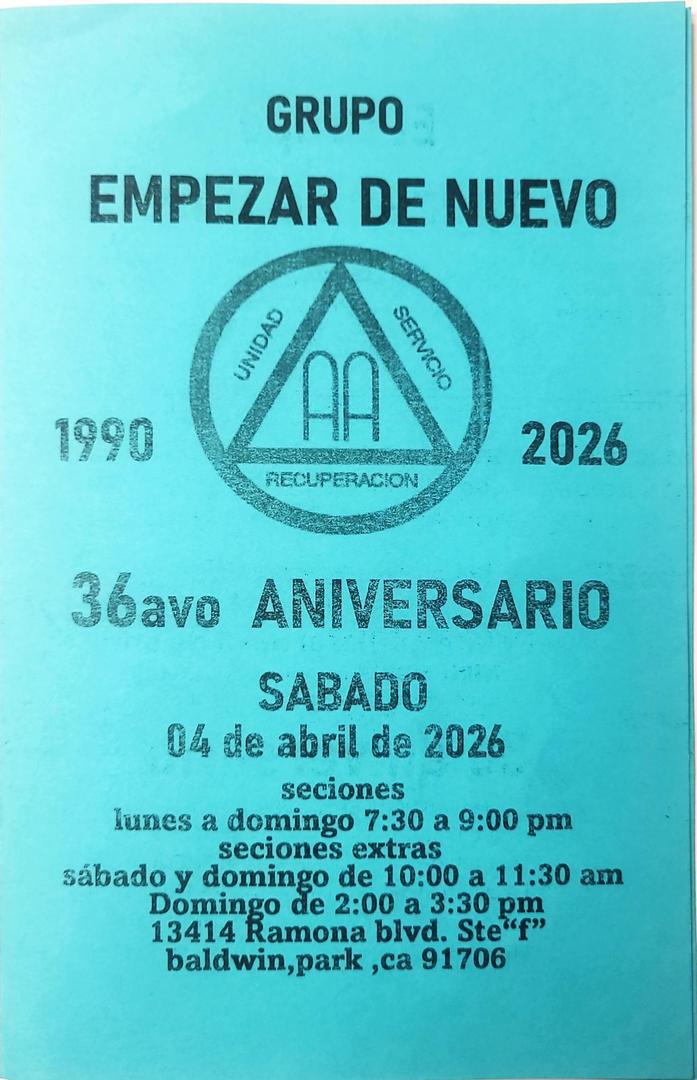 GRUPO
EMPEZAR DE NUEVO
UNIDAD
SERVICIO
AA
RECUPERACION
1990
2026
36avo ANIVERSARIO
SABADO
04 de abril de 2026
seciones
lunes a domingo 7:30 a 9:00 pm
seciones extras
sábado y domingo de 10:00 a 11:30 am
Domingo de 2:00 a 3:30 pm
13414 Ramona blvd. Ste“f”
baldwin,park ,ca 91706